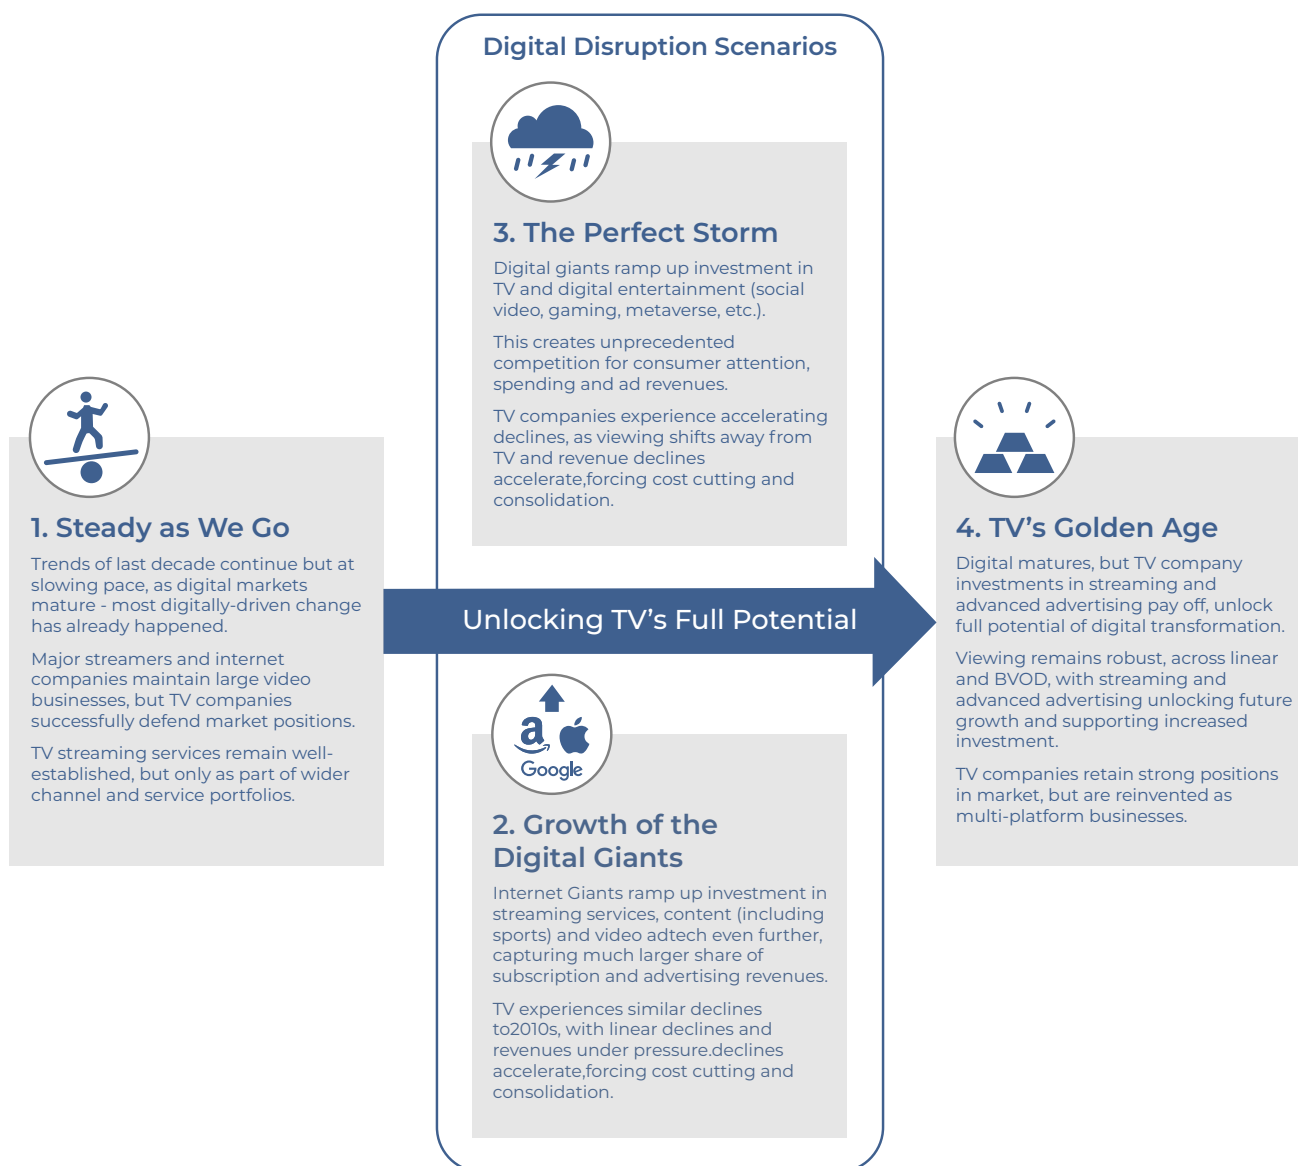 Digital Disruption Scenarios
3. The Perfect Storm
Digital giants ramp up investment in
TV and digital entertainment (social
video, gaming, metaverse, etc.).
This creates unprecedented
competition for consumer attention,
spending and ad revenues.
TV companies experience accelerating
declines, as viewing shifts away from
TV and revenue declines
accelerate,forcing cost cutting and
consolidation.
1. Steady as We Go
Trends of last decade continue but at
slowing pace, as digital markets
mature - most digitally-driven change
has already happened.
Major streamers and internet
companies maintain large video
businesses, but TV companies
successfully defend market positions.
TV streaming services remain well-
established, but only as part of wider
channel and service portfolios.
Unlocking TV's Full Potential
a
Google
2. Growth of the
Digital Giants
Internet Giants ramp up investment in
streaming services, content (including
sports) and video adtech even further,
capturing much larger share of
subscription and advertising revenues.
TV experiences similar declines
to2010s, with linear declines and
revenues under pressure.declines
accelerate,forcing cost cutting and
consolidation.
4. TV's Golden Age
Digital matures, but TV company
investments in streaming and
advanced advertising pay off, unlock
full potential of digital transformation.
Viewing remains robust, across linear
and BVOD, with streaming and
advanced advertising unlocking future
growth and supporting increased
investment.
TV companies retain strong positions
in market, but are reinvented as
multi-platform businesses.